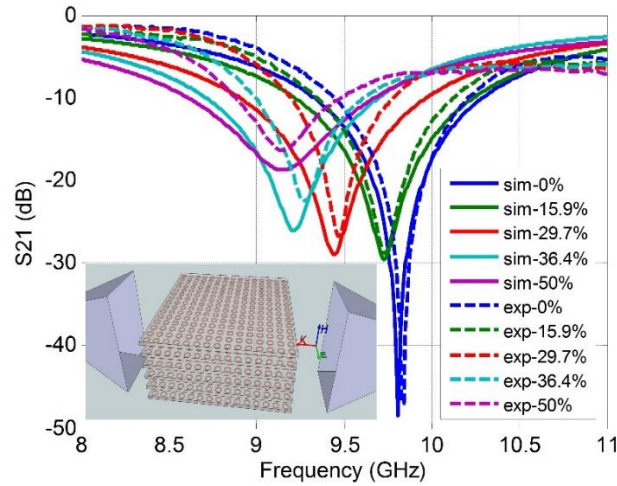 0
-10
-20
-30
-40
-50
S21 (dB)
8
8.5
9
9.5
10
10.5
11
Frequency (GHz)
sim-0%
sim-15.9%
sim-29.7%
sim-36.4%
sim-50%
exp-0%
exp-15.9%
exp-29.7%
exp-36.4%
exp-50%
K
H